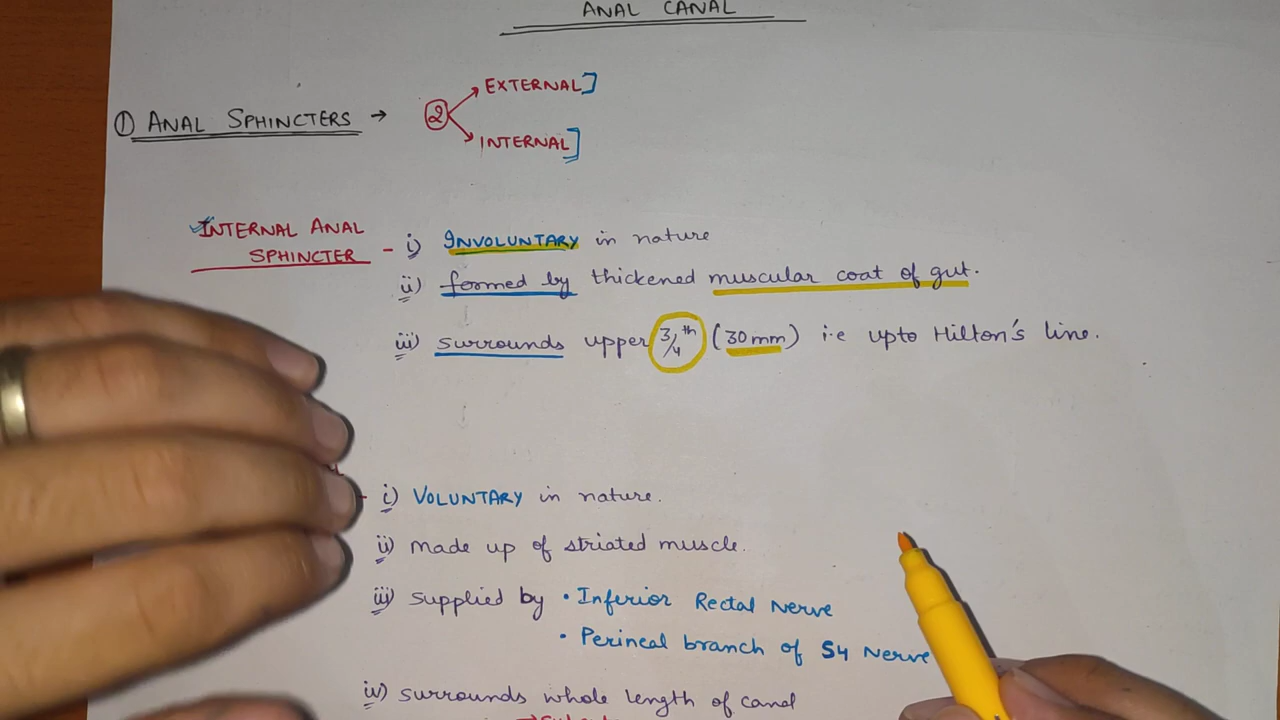 ANAL CANAL
① ANAL SPHINCTERS → ② EXTERNAL]
INTERNAL]
INTERNAL ANAL
SPHINCTER - i) INVOLUNTARY in nature
ii) formed by thickened muscular coat of gut.
iii) surrounds upper 3/4th (30mm) i.e upto Hilton's line.
- i) VOLUNTARY in nature.
ii) made up of striated muscle.
iii) supplied by • Inferior Rectal Nerve
• Perineal branch of S4 Nerve
iv) surrounds whole length of canal